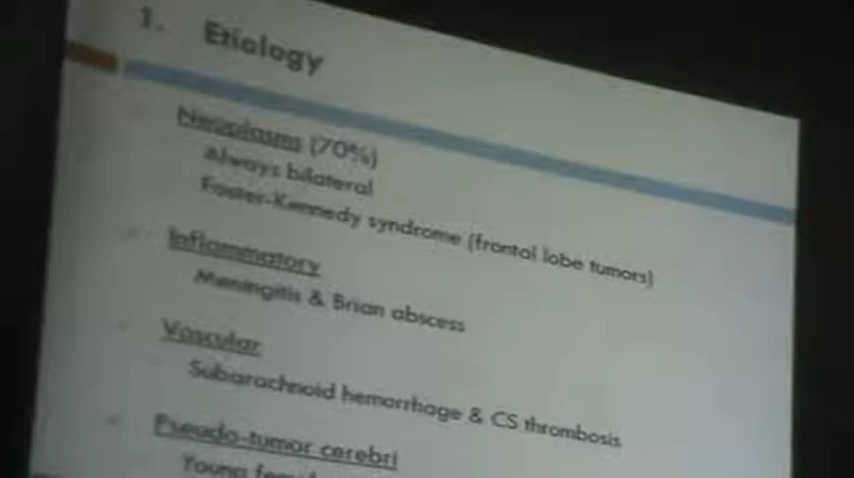 1. Etiology
Neoplasms (70%)
Always bilateral
Foster-Kennedy syndrome (frontal lobe tumors)
Inflammatory
Meningitis & Brian abscess
Vascular
Subarachnoid hemorrhage & CS thrombosis
Pseudo-tumor cerebri
Young